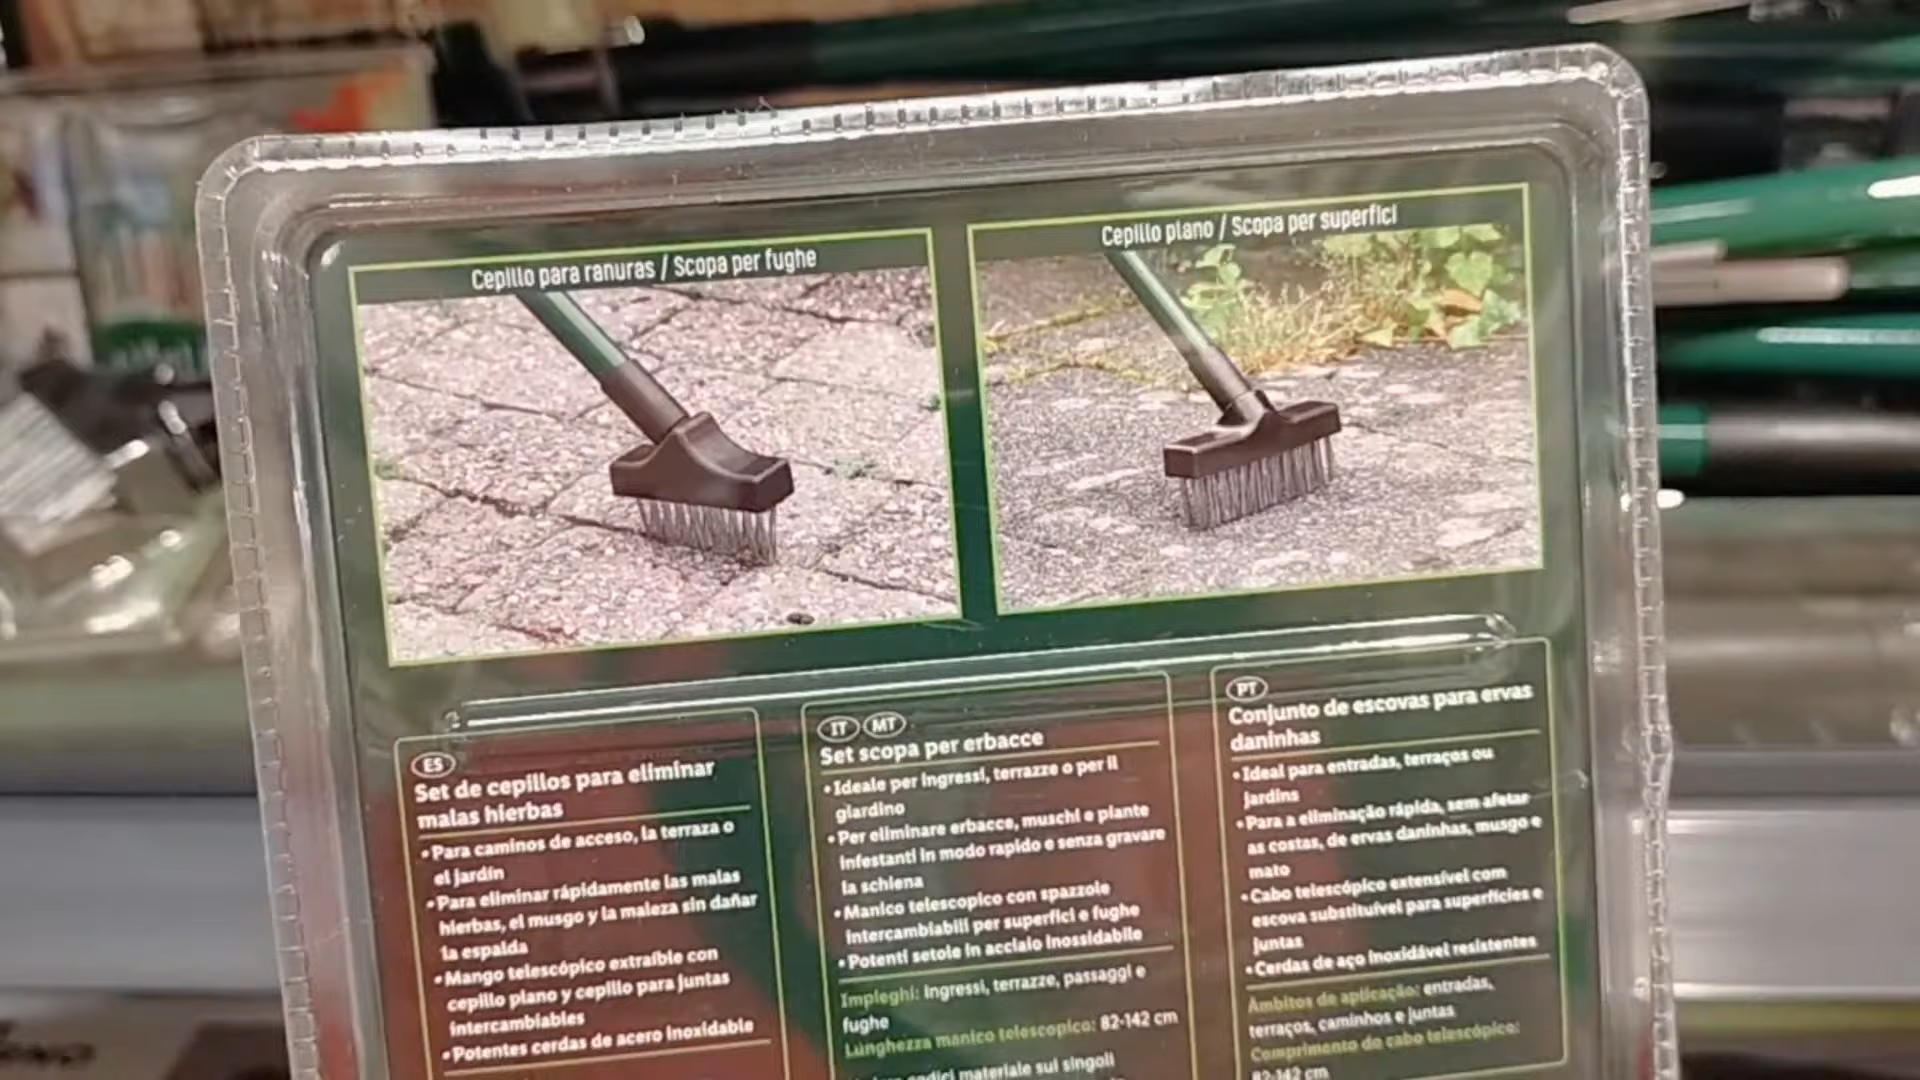 Cepillo para ranuras / Scopa per fughe
Cepillo plano / Scopa per superfici
ES
Set de cepillos para eliminar
malas hierbas
• Para caminos de acceso, la terraza o
el jardín
• Para eliminar rápidamente las malas
hierbas, el musgo y la maleza sin dañar
la espalda
• Mango telescópico extraíble con
cepillo plano y cepillo para juntas
intercambiables
• Potentes cerdas de acero inoxidable
IT MT
Set scopa per erbacce
• Ideale per ingressi, terrazze o per il
giardino
• Per eliminare erbacce, muschi e piante
infestanti in modo rapido e senza gravare
la schiena
• Manico telescopico con spazzole
intercambiabili per superfici e fughe
• Potenti setole in acciaio inossidabile
Impieghi: ingressi, terrazze, passaggi e
fughe
Lunghezza manico telescopico: 82-142 cm
codici materiale sui singoli
PT
Conjunto de escovas para ervas
daninhas
• Ideal para entradas, terraços ou
jardins
• Para a eliminação rápida, sem afetar
as costas, de ervas daninhas, musgo e
mato
• Cabo telescópico extensível com
escova substituível para superfícies e
juntas
• Cerdas de aço inoxidável resistentes
Âmbitos de aplicação: entradas,
terraços, caminhos e juntas
Comprimento do cabo telescópico:
82-142 cm